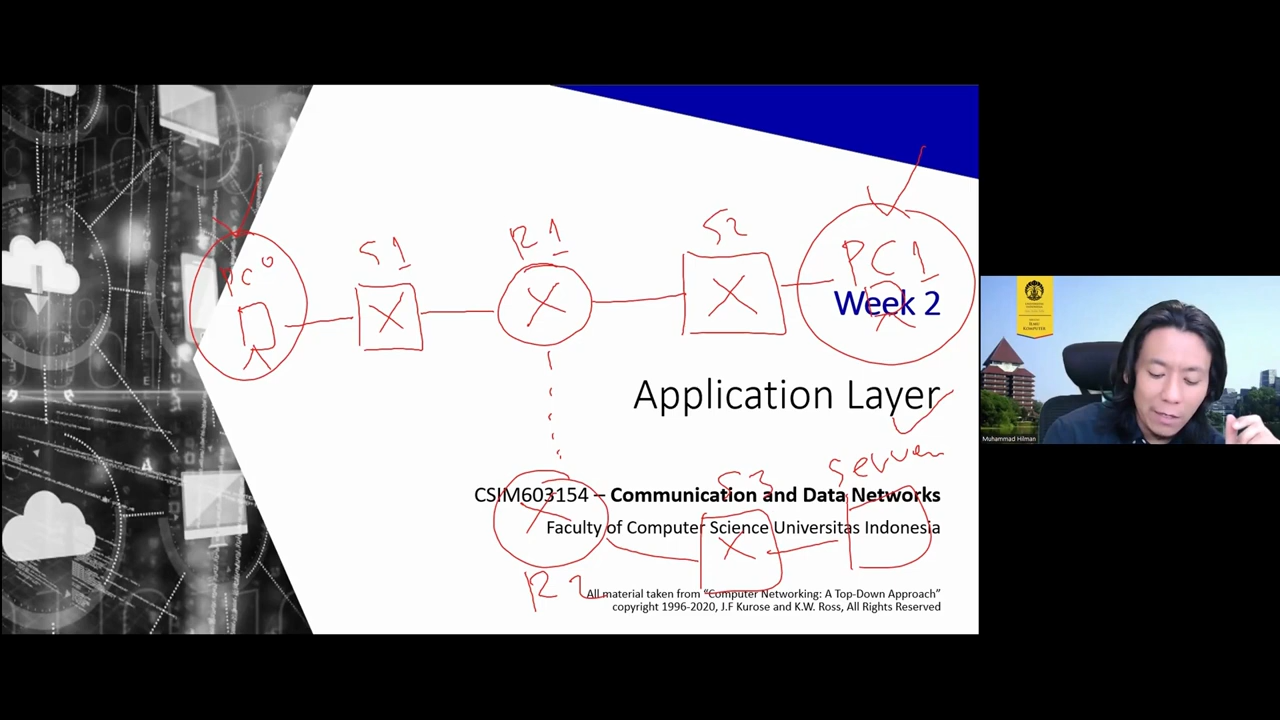 S2
R1
S1
PC1
PC0
Week 2
Application Layer
Server
S3
CSIM603154 – Communication and Data Networks
Faculty of Computer Science Universitas Indonesia
R2
All material taken from "Computer Networking: A Top-Down Approach"
copyright 1996-2020, J.F Kurose and K.W. Ross, All Rights Reserved
Muhammad Hilman